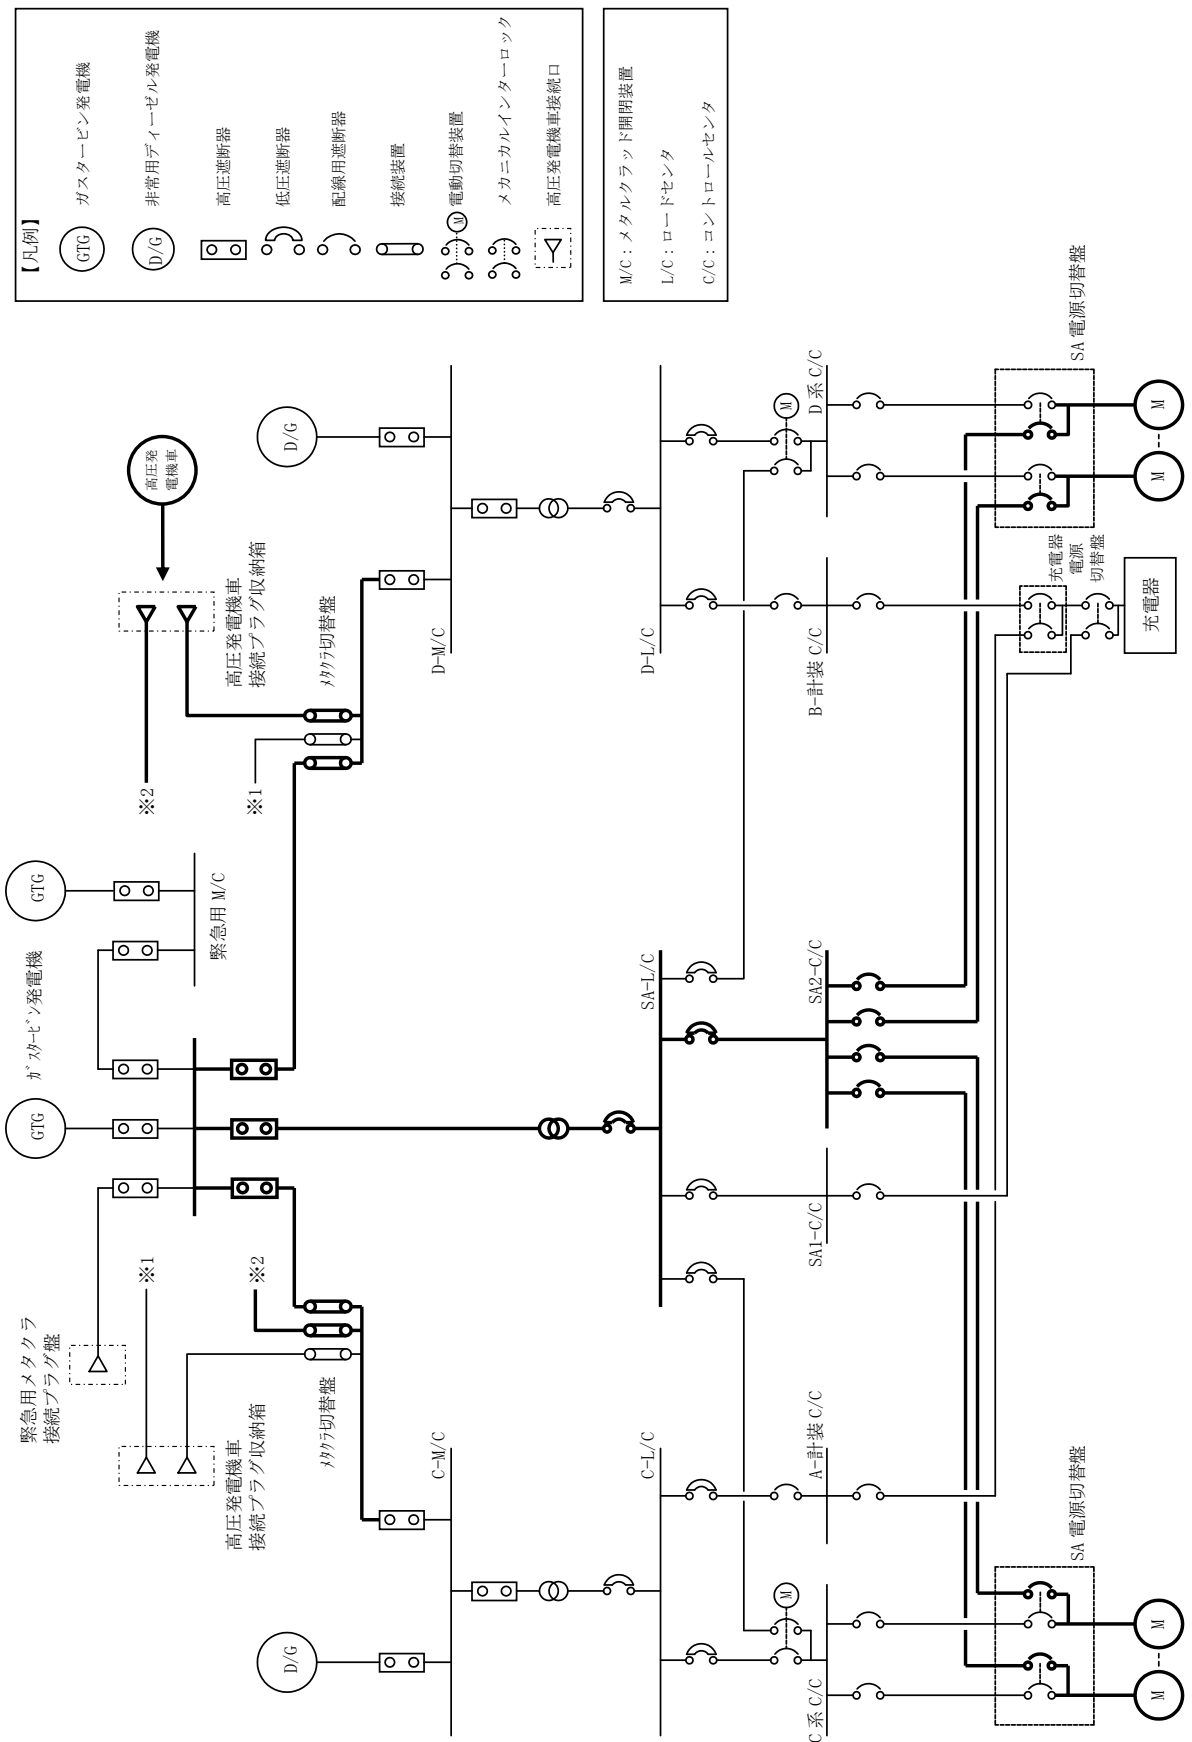 【凡例】
GTG ガスタービン発電機
D/G 非常用ディーゼル発電機
高圧遮断器
低圧遮断器
配線用遮断器
接続装置
M 電動切替装置
メカニカルインターロック
高圧発電機車接続口
M/C：メタルクラッド開閉装置
L/C：ロードセンタ
C/C：コントロールセンタ
緊急用メタクラ
接続プラグ盤
GTG
ｶﾞｽﾀｰﾋﾞﾝ発電機
GTG
緊急用 M/C
※1
※2
※2
※1
高圧発
電機車
高圧発電機車
接続プラグ収納箱
高圧発電機車
接続プラグ収納箱
ﾒﾀｸﾗ切替盤
ﾒﾀｸﾗ切替盤
D/G
D/G
C-M/C
D-M/C
C-L/C
SA-L/C
D-L/C
M
M
C 系 C/C
A-計装 C/C
SA1-C/C
SA2-C/C
B-計装 C/C
D 系 C/C
SA 電源切替盤
充電器
電源
切替盤
SA 電源切替盤
M
M
充電器
M
M